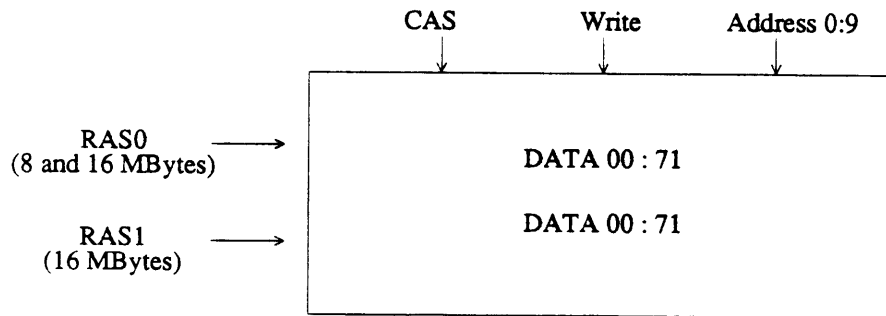 CAS Write Address 0:9
RAS0
(8 and 16 MBytes)
DATA 00 : 71
RAS1
(16 MBytes)
DATA 00 : 71